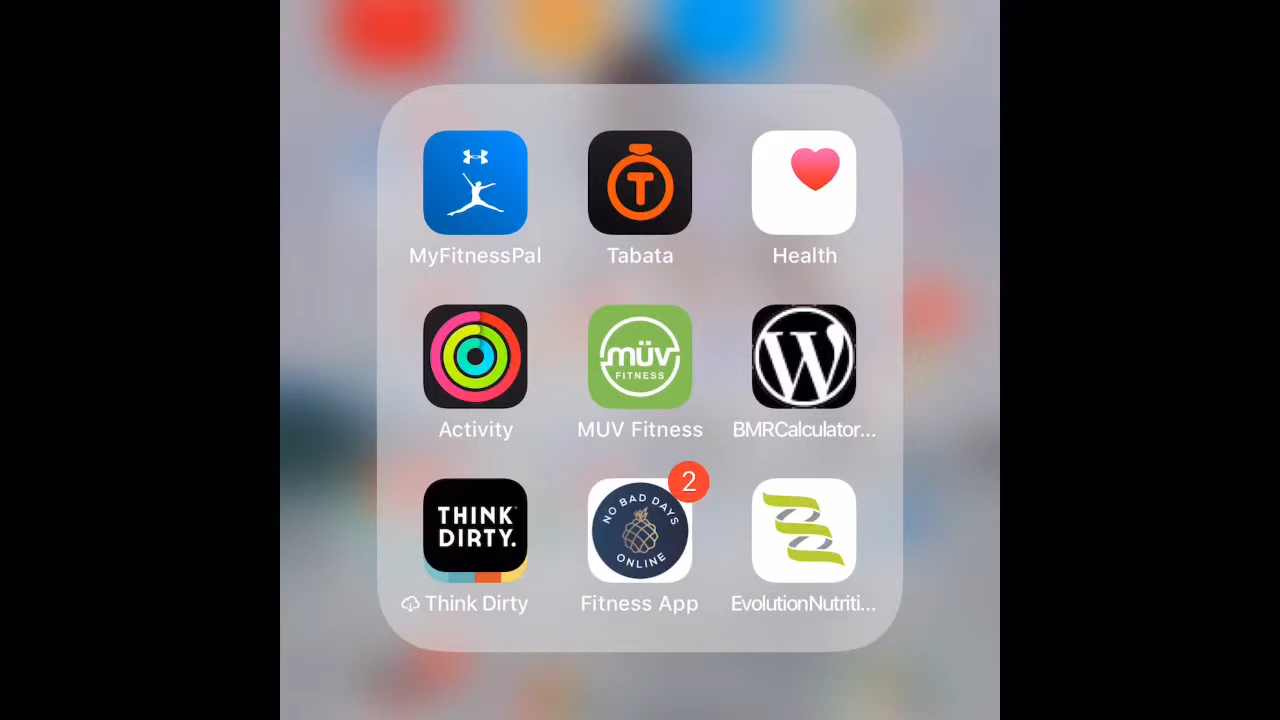 T
MyFitnessPal
Tabata
Health
müv
FITNESS
W
Activity
MUV Fitness
BMRCalculator...
THINK
DIRTY.
NO BAD DAYS
ONLINE
2
Think Dirty
Fitness App
EvolutionNutriti...